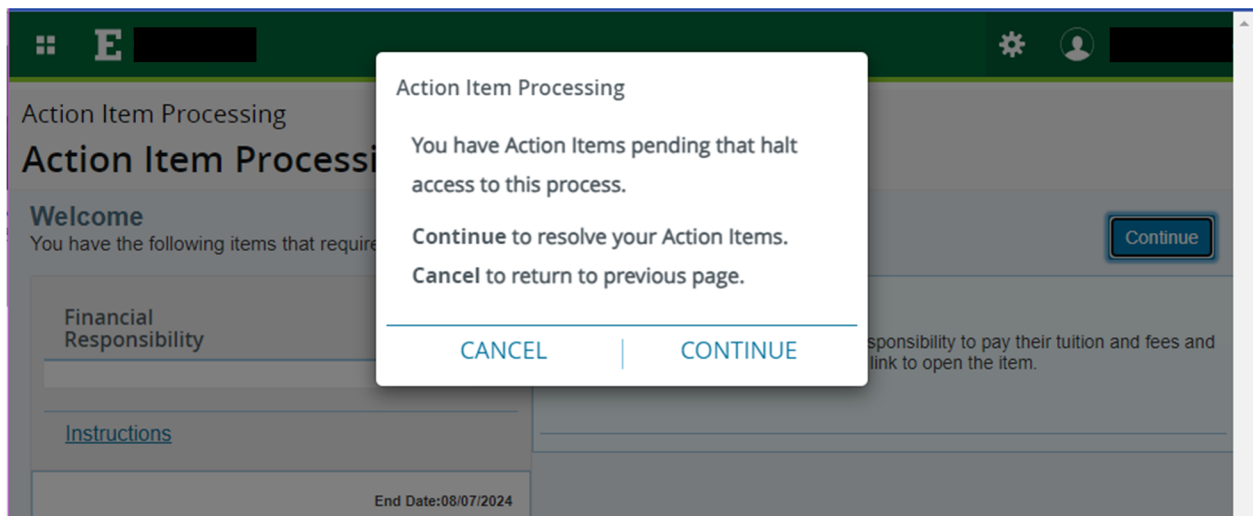 E
Action Item Processing
Action Item Processi
Welcome
You have the following items that require
Continue
Financial
Responsibility
Instructions
End Date:08/07/2024
sponsibility to pay their tuition and fees and
link to open the item.
Action Item Processing
You have Action Items pending that halt
access to this process.
Continue to resolve your Action Items.
Cancel to return to previous page.
CANCEL
CONTINUE